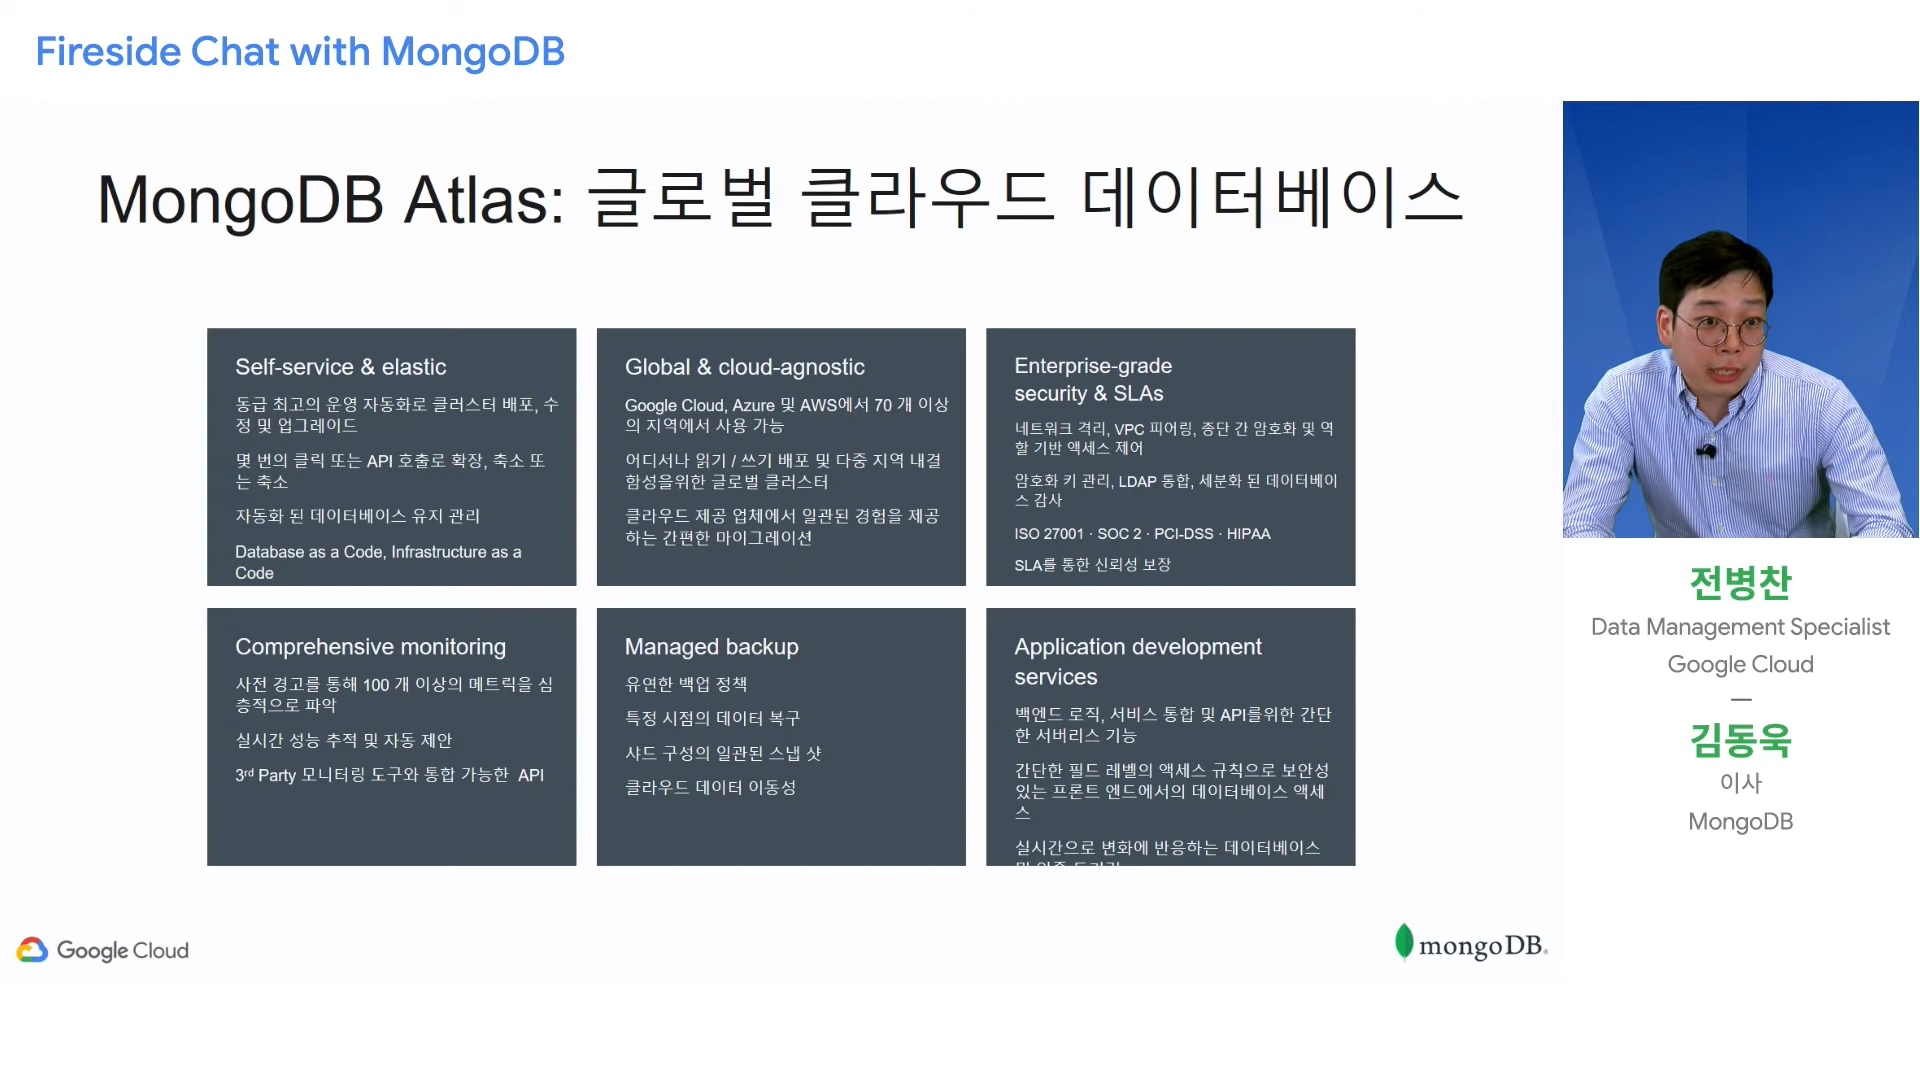 Fireside Chat with MongoDB
MongoDB Atlas: 글로벌 클라우드 데이터베이스
Self-service & elastic
동급 최고의 운영 자동화로 클러스터 배포, 수
정 및 업그레이드
몇 번의 클릭 또는 API 호출로 확장, 축소 또
는 축소
자동화 된 데이터베이스 유지 관리
Database as a Code, Infrastructure as a
Code
Global & cloud-agnostic
Google Cloud, Azure 및 AWS에서 70 개 이상
의 지역에서 사용 가능
어디서나 읽기 / 쓰기 배포 및 다중 지역 내결
함성을위한 글로벌 클러스터
클라우드 제공 업체에서 일관된 경험을 제공
하는 간편한 마이그레이션
Enterprise-grade
security & SLAs
네트워크 격리, VPC 피어링, 종단 간 암호화 및 역
할 기반 액세스 제어
암호화 키 관리, LDAP 통합, 세분화 된 데이터베이
스 감사
ISO 27001 · SOC 2 · PCI-DSS · HIPAA
SLA를 통한 신뢰성 보장
Comprehensive monitoring
사전 경고를 통해 100 개 이상의 메트릭을 심
층적으로 파악
실시간 성능 추적 및 자동 제안
3rd Party 모니터링 도구와 통합 가능한 API
Managed backup
유연한 백업 정책
특정 시점의 데이터 복구
샤드 구성의 일관된 스냅 샷
클라우드 데이터 이동성
Application development
services
백엔드 로직, 서비스 통합 및 API를위한 간단
한 서버리스 기능
간단한 필드 레벨의 액세스 규칙으로 보안성
있는 프론트 엔드에서의 데이터베이스 액세
스
실시간으로 변화에 반응하는 데이터베이스
전병찬
Data Management Specialist
Google Cloud
—
김동욱
이사
MongoDB
Google Cloud
mongoDB.